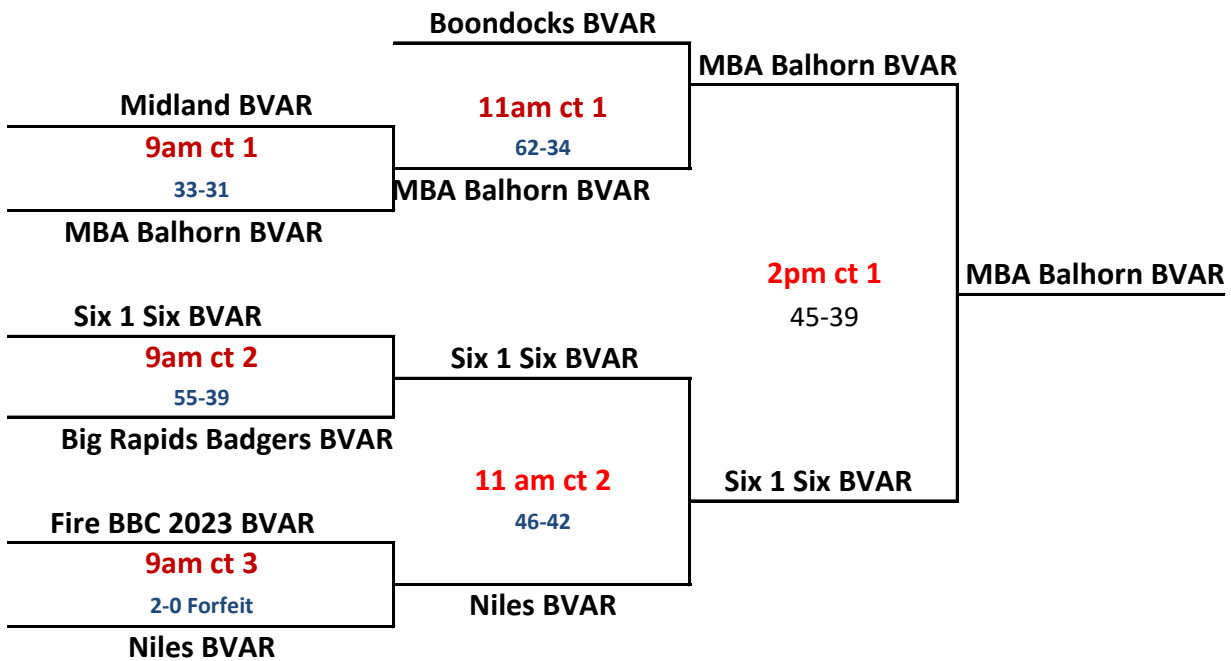 Boondocks BVAR
MBA Balhorn BVAR
Midland BVAR
11am ct 1
9am ct 1
62-34
33-31
MBA Balhorn BVAR
MBA Balhorn BVAR
2pm ct 1
MBA Balhorn BVAR
45-39
Six 1 Six BVAR
9am ct 2
Six 1 Six BVAR
55-39
Big Rapids Badgers BVAR
11 am ct 2
Six 1 Six BVAR
46-42
Fire BBC 2023 BVAR
9am ct 3
2-0 Forfeit
Niles BVAR
Niles BVAR